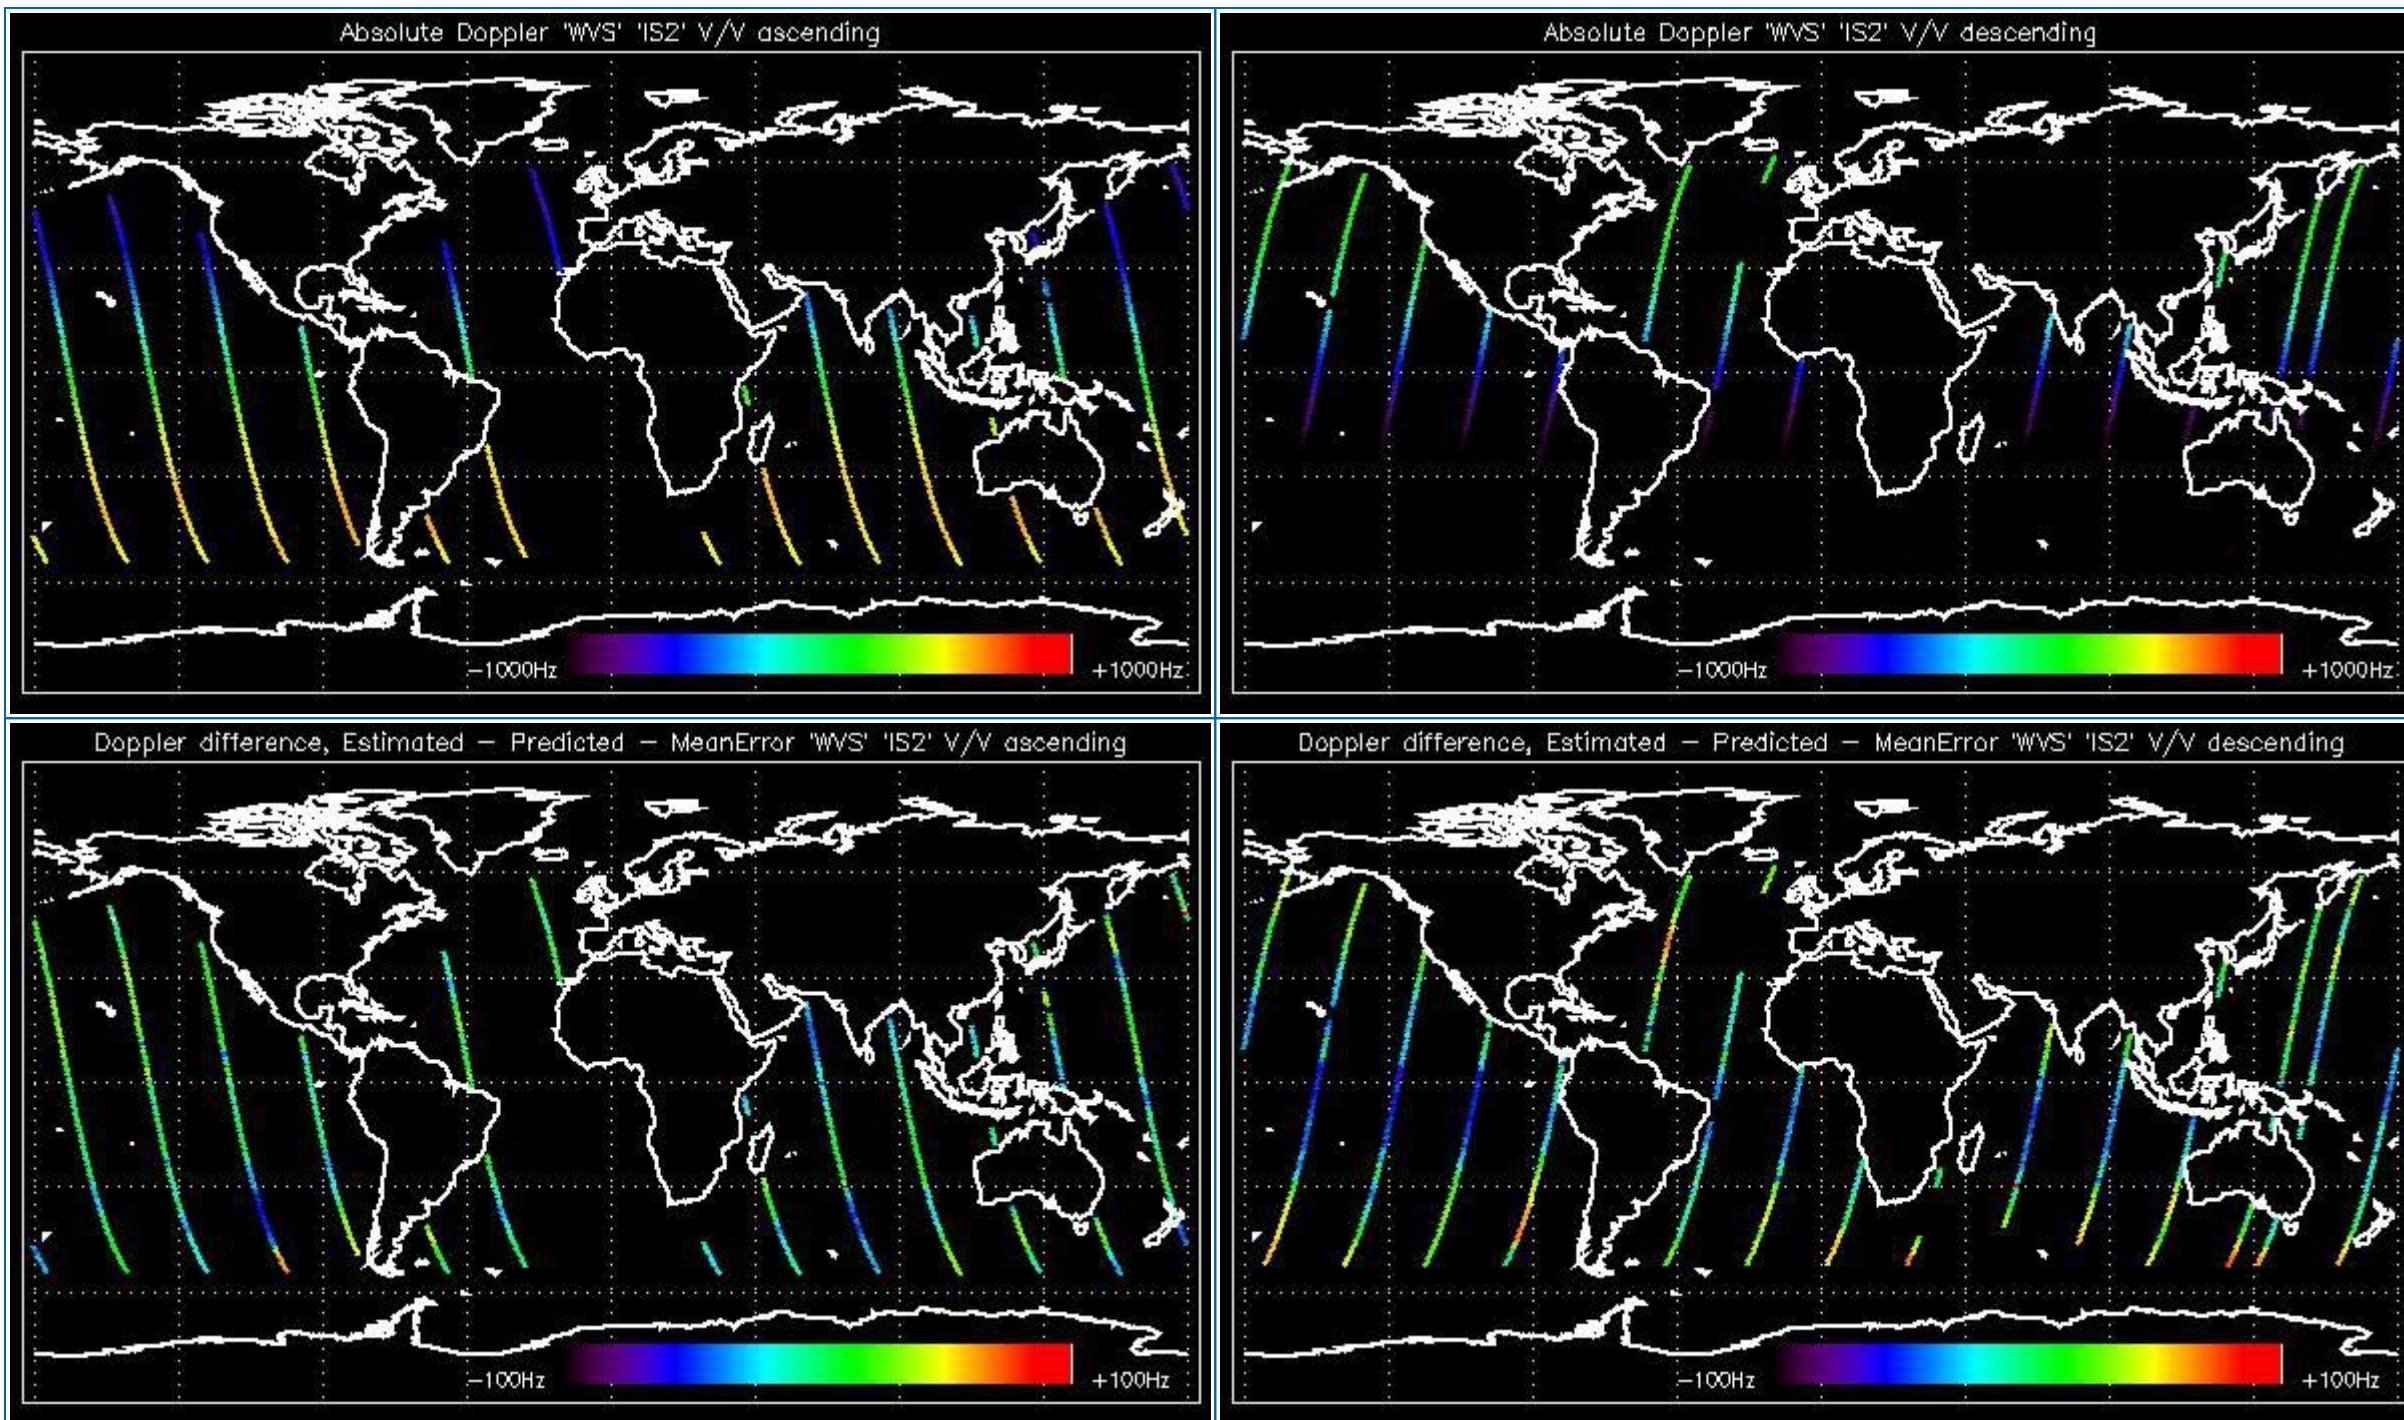 Absolute Doppler 'WVS' 'IS2' V/V ascending
-1000Hz
+1000Hz
Absolute Doppler 'WVS' 'IS2' V/V descending
-1000Hz
+1000Hz
Doppler difference, Estimated - Predicted - MeanError 'WVS' 'IS2' V/V ascending
-100Hz
+100Hz
Doppler difference, Estimated - Predicted - MeanError 'WVS' 'IS2' V/V descending
-100Hz
+100Hz